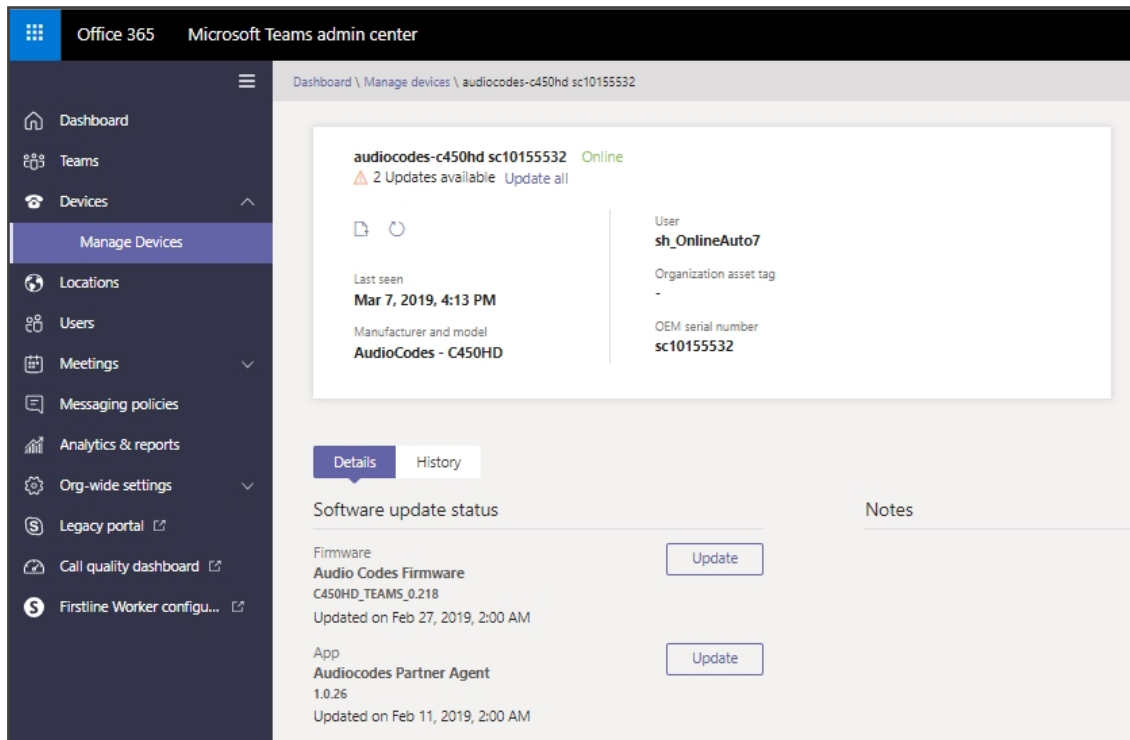 Office 365 Microsoft Teams admin center
Dashboard \ Manage devices \ audiocodes-c450hd sc10155532
Dashboard
Teams
Devices
Manage Devices
Locations
Users
Meetings
Messaging policies
Analytics & reports
Org-wide settings
Legacy portal
Call quality dashboard
Firstline Worker configu...
audiocodes-c450hd sc10155532 Online
2 Updates available Update all
Last seen
Mar 7, 2019, 4:13 PM
Manufacturer and model
AudioCodes - C450HD
User
sh_OnlineAuto7
Organization asset tag
-
OEM serial number
sc10155532
Details History
Software update status
Firmware
Audio Codes Firmware
C450HD_TEAMS_0.218
Updated on Feb 27, 2019, 2:00 AM
Update
App
Audiocodes Partner Agent
1.0.26
Updated on Feb 11, 2019, 2:00 AM
Update
Notes